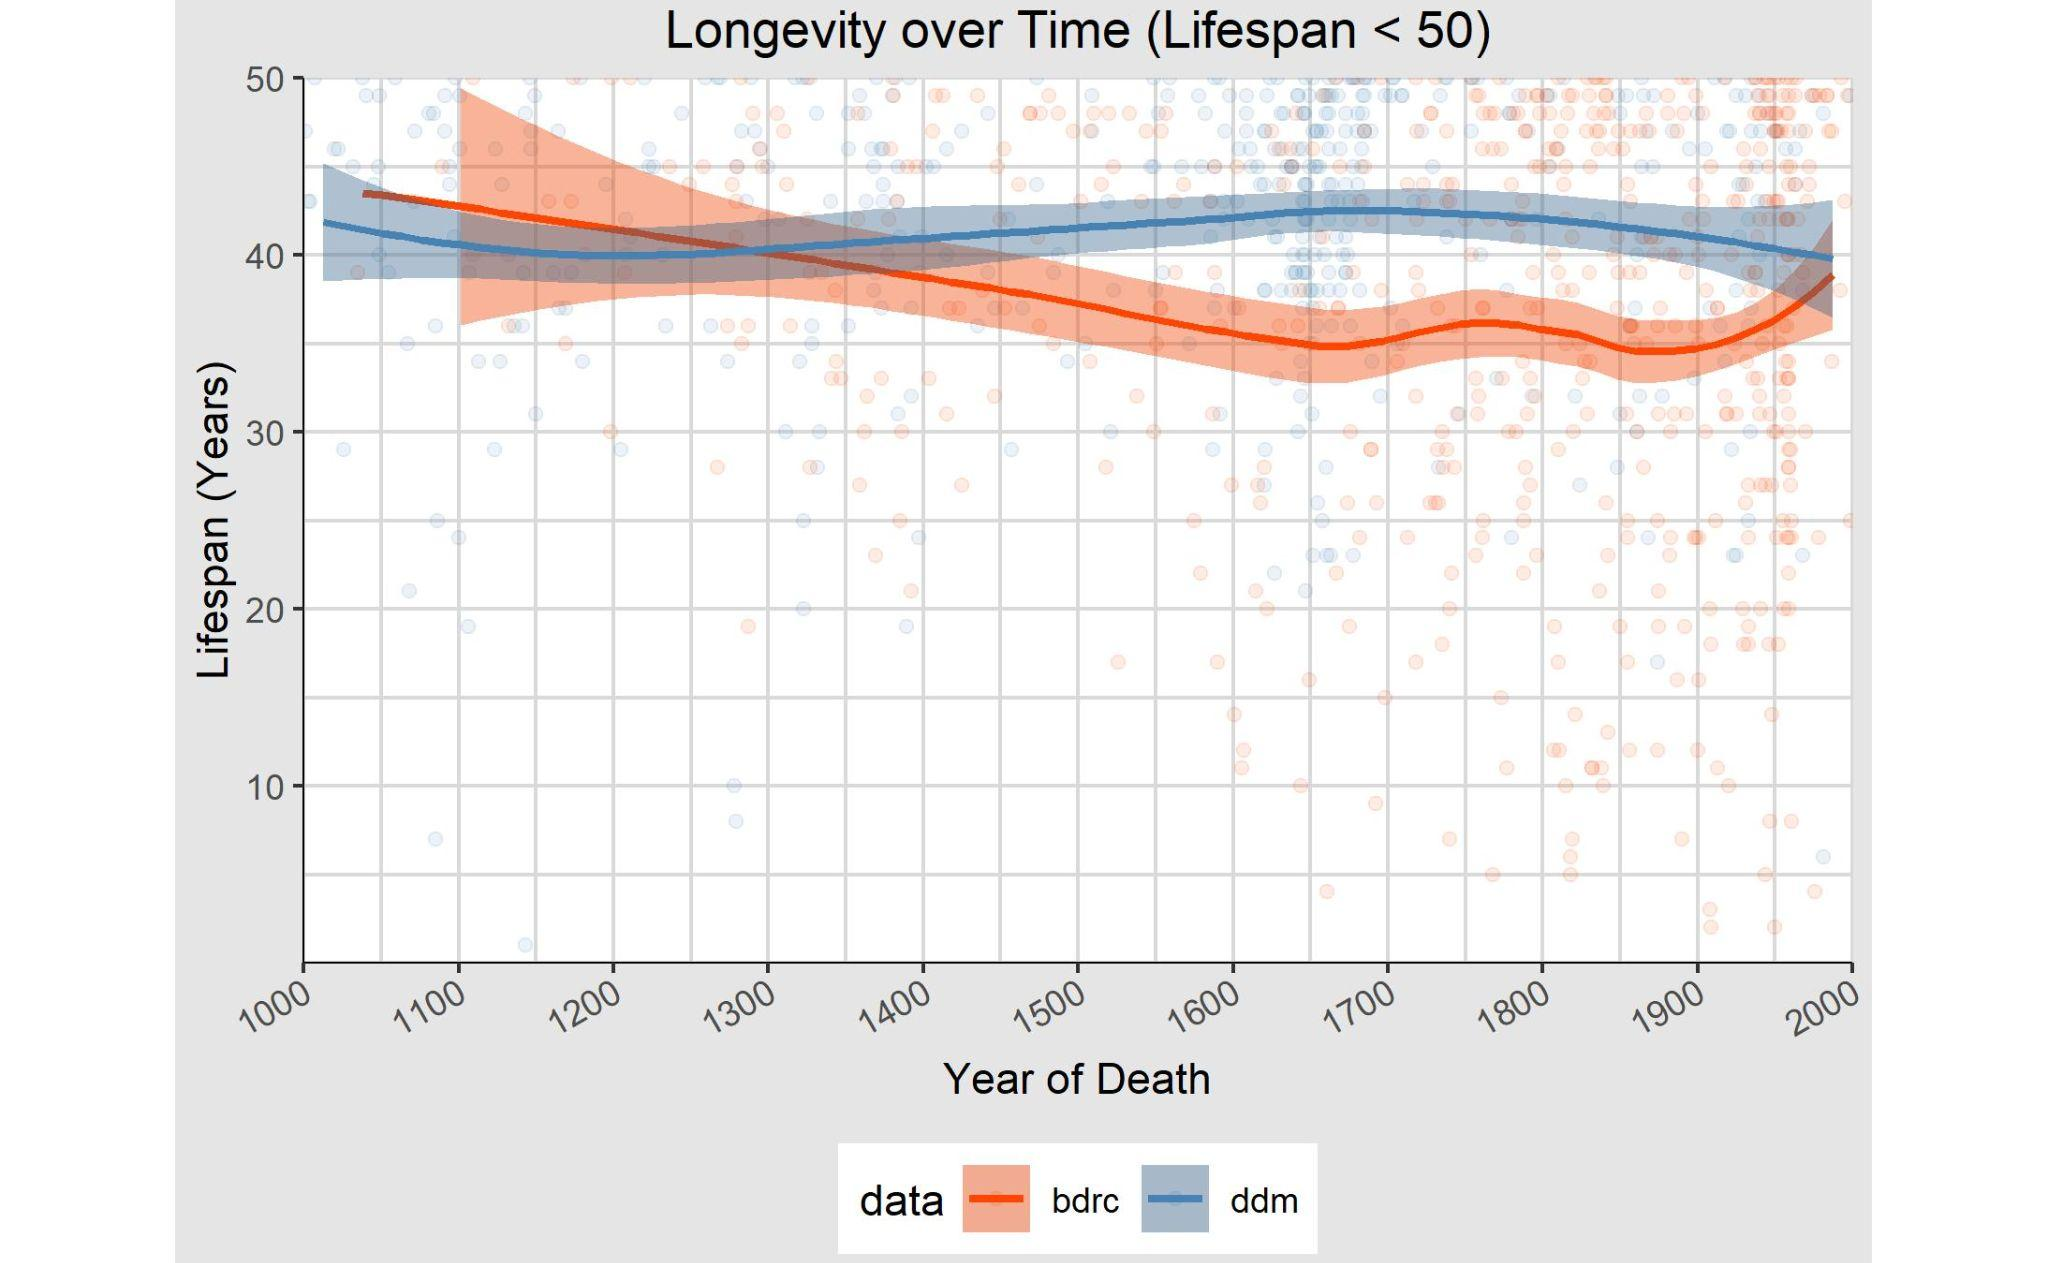 Longevity over Time (Lifespan < 50)
Lifespan (Years)
50
40
30
20
10
1000 1100 1200 1300 1400 1500 1600 1700 1800 1900 2000
Year of Death
data bdrc ddm